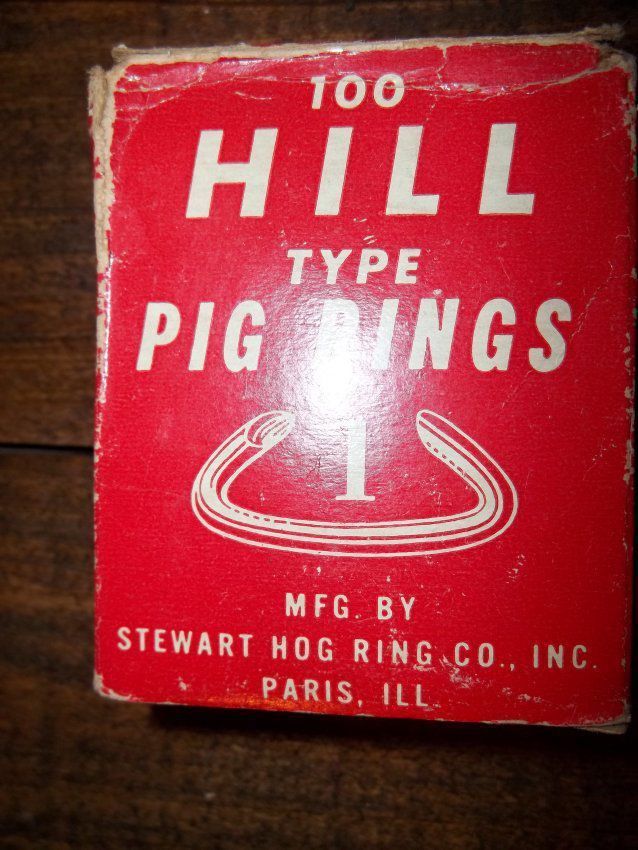 100
HILL
TYPE
PIG RINGS
1
MFG. BY
STEWART HOG RING CO., INC.
PARIS, ILL.